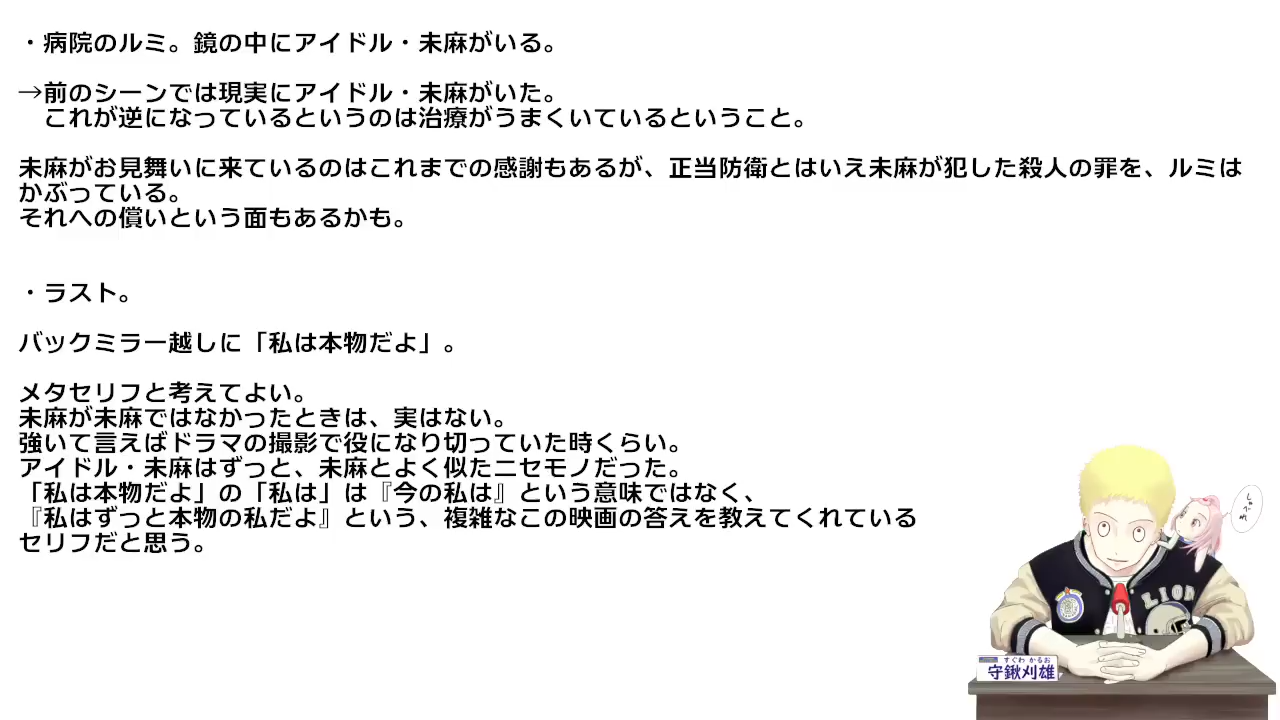 ・病院のルミ。鏡の中にアイドル・未麻がいる。
→前のシーンでは現実にアイドル・未麻がいた。
これが逆になっているというのは治療がうまくいているということ。
未麻がお見舞いに来ているのはこれまでの感謝もあるが、正当防衛とはいえ未麻が犯した殺人の罪を、ルミは
かぶっている。
それへの償いという面もあるかも。
・ラスト。
バックミラー越しに「私は本物だよ」。
メタセリフと考えてよい。
未麻が未麻ではなかったときは、実はない。
強いて言えばドラマの撮影で役になり切っていた時くらい。
アイドル・未麻はずっと、未麻とよく似たニセモノだった。
「私は本物だよ」の「私は」は『今の私は』という意味ではなく、
『私はずっと本物の私だよ』という、複雑なこの映画の答えを教えてくれている
セリフだと思う。
しゃべれ
LION
すぐわ かるお
守鍬刈雄